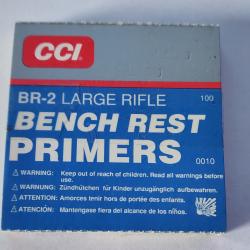 CCI
BR-2 LARGE RIFLE 100
BENCH REST
PRIMERS
0010
⚠ WARNING: Keep out of reach of children. Read all warnings before use.
⚠ WARNUNG: Zündhütchen für Kinder unzugänglich aufbewahren.
⚠ ATTENTION: Amorces tenir hors de portée des enfants.
⚠ ATENCIÓN: Mantengase fiera del alcance de los niños.